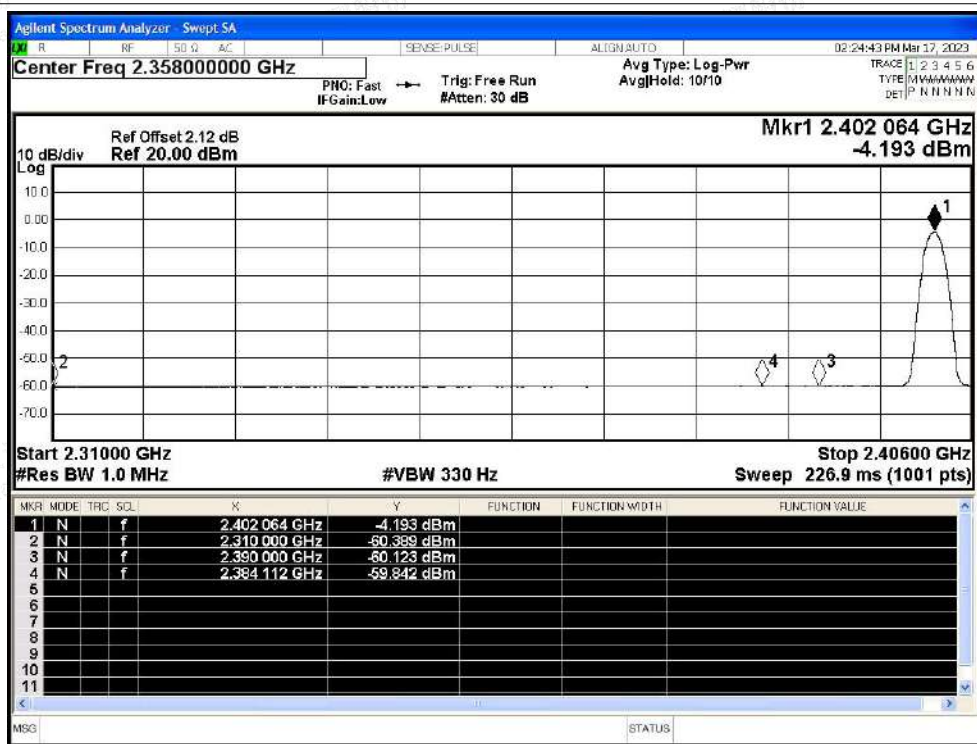 Agilent Spectrum Analyzer - Swept SA
LXI R RF 50 Ω AC SENSE:PULSE ALIGNAUTO 02:24:43 PM Mar 17, 2023
Center Freq 2.358000000 GHz
PNO: Fast
IFGain:Low
Trig: Free Run
#Atten: 30 dB
Avg Type: Log-Pwr
Avg|Hold: 10/10
TRACE 1 2 3 4 5 6
TYPE MWWWWW
DET P N N N N N
Mkr1 2.402 064 GHz
-4.193 dBm
Ref Offset 2.12 dB
10 dB/div Ref 20.00 dBm
Log
10.0
0.00
-10.0
-20.0
-30.0
-40.0
-50.0
-60.0
-70.0
1
2
4
3
Start 2.31000 GHz Stop 2.40600 GHz
#Res BW 1.0 MHz #VBW 330 Hz Sweep 226.9 ms (1001 pts)
MKR MODE TRC SCL X Y FUNCTION FUNCTION WIDTH FUNCTION VALUE
1 N f 2.402 064 GHz -4.193 dBm
2 N f 2.310 000 GHz -60.389 dBm
3 N f 2.390 000 GHz -60.123 dBm
4 N f 2.384 112 GHz -59.842 dBm
5
6
7
8
9
10
11
MSG STATUS